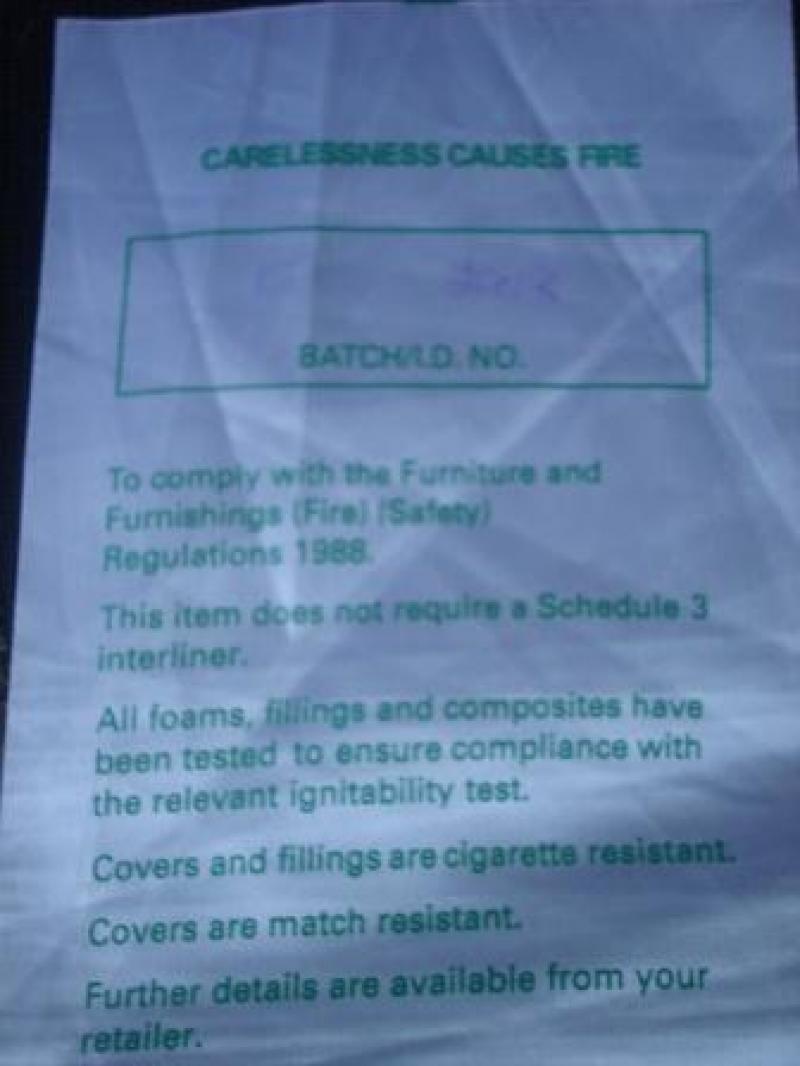 CARELESSNESS CAUSES FIRE
BATCH/I.D. NO.
To comply with the Furniture and
Furnishings (Fire) (Safety)
Regulations 1988.
This item does not require a Schedule 3
interliner.
All foams, fillings and composites have
been tested to ensure compliance with
the relevant ignitability test.
Covers and fillings are cigarette resistant.
Covers are match resistant.
Further details are available from your
retailer.